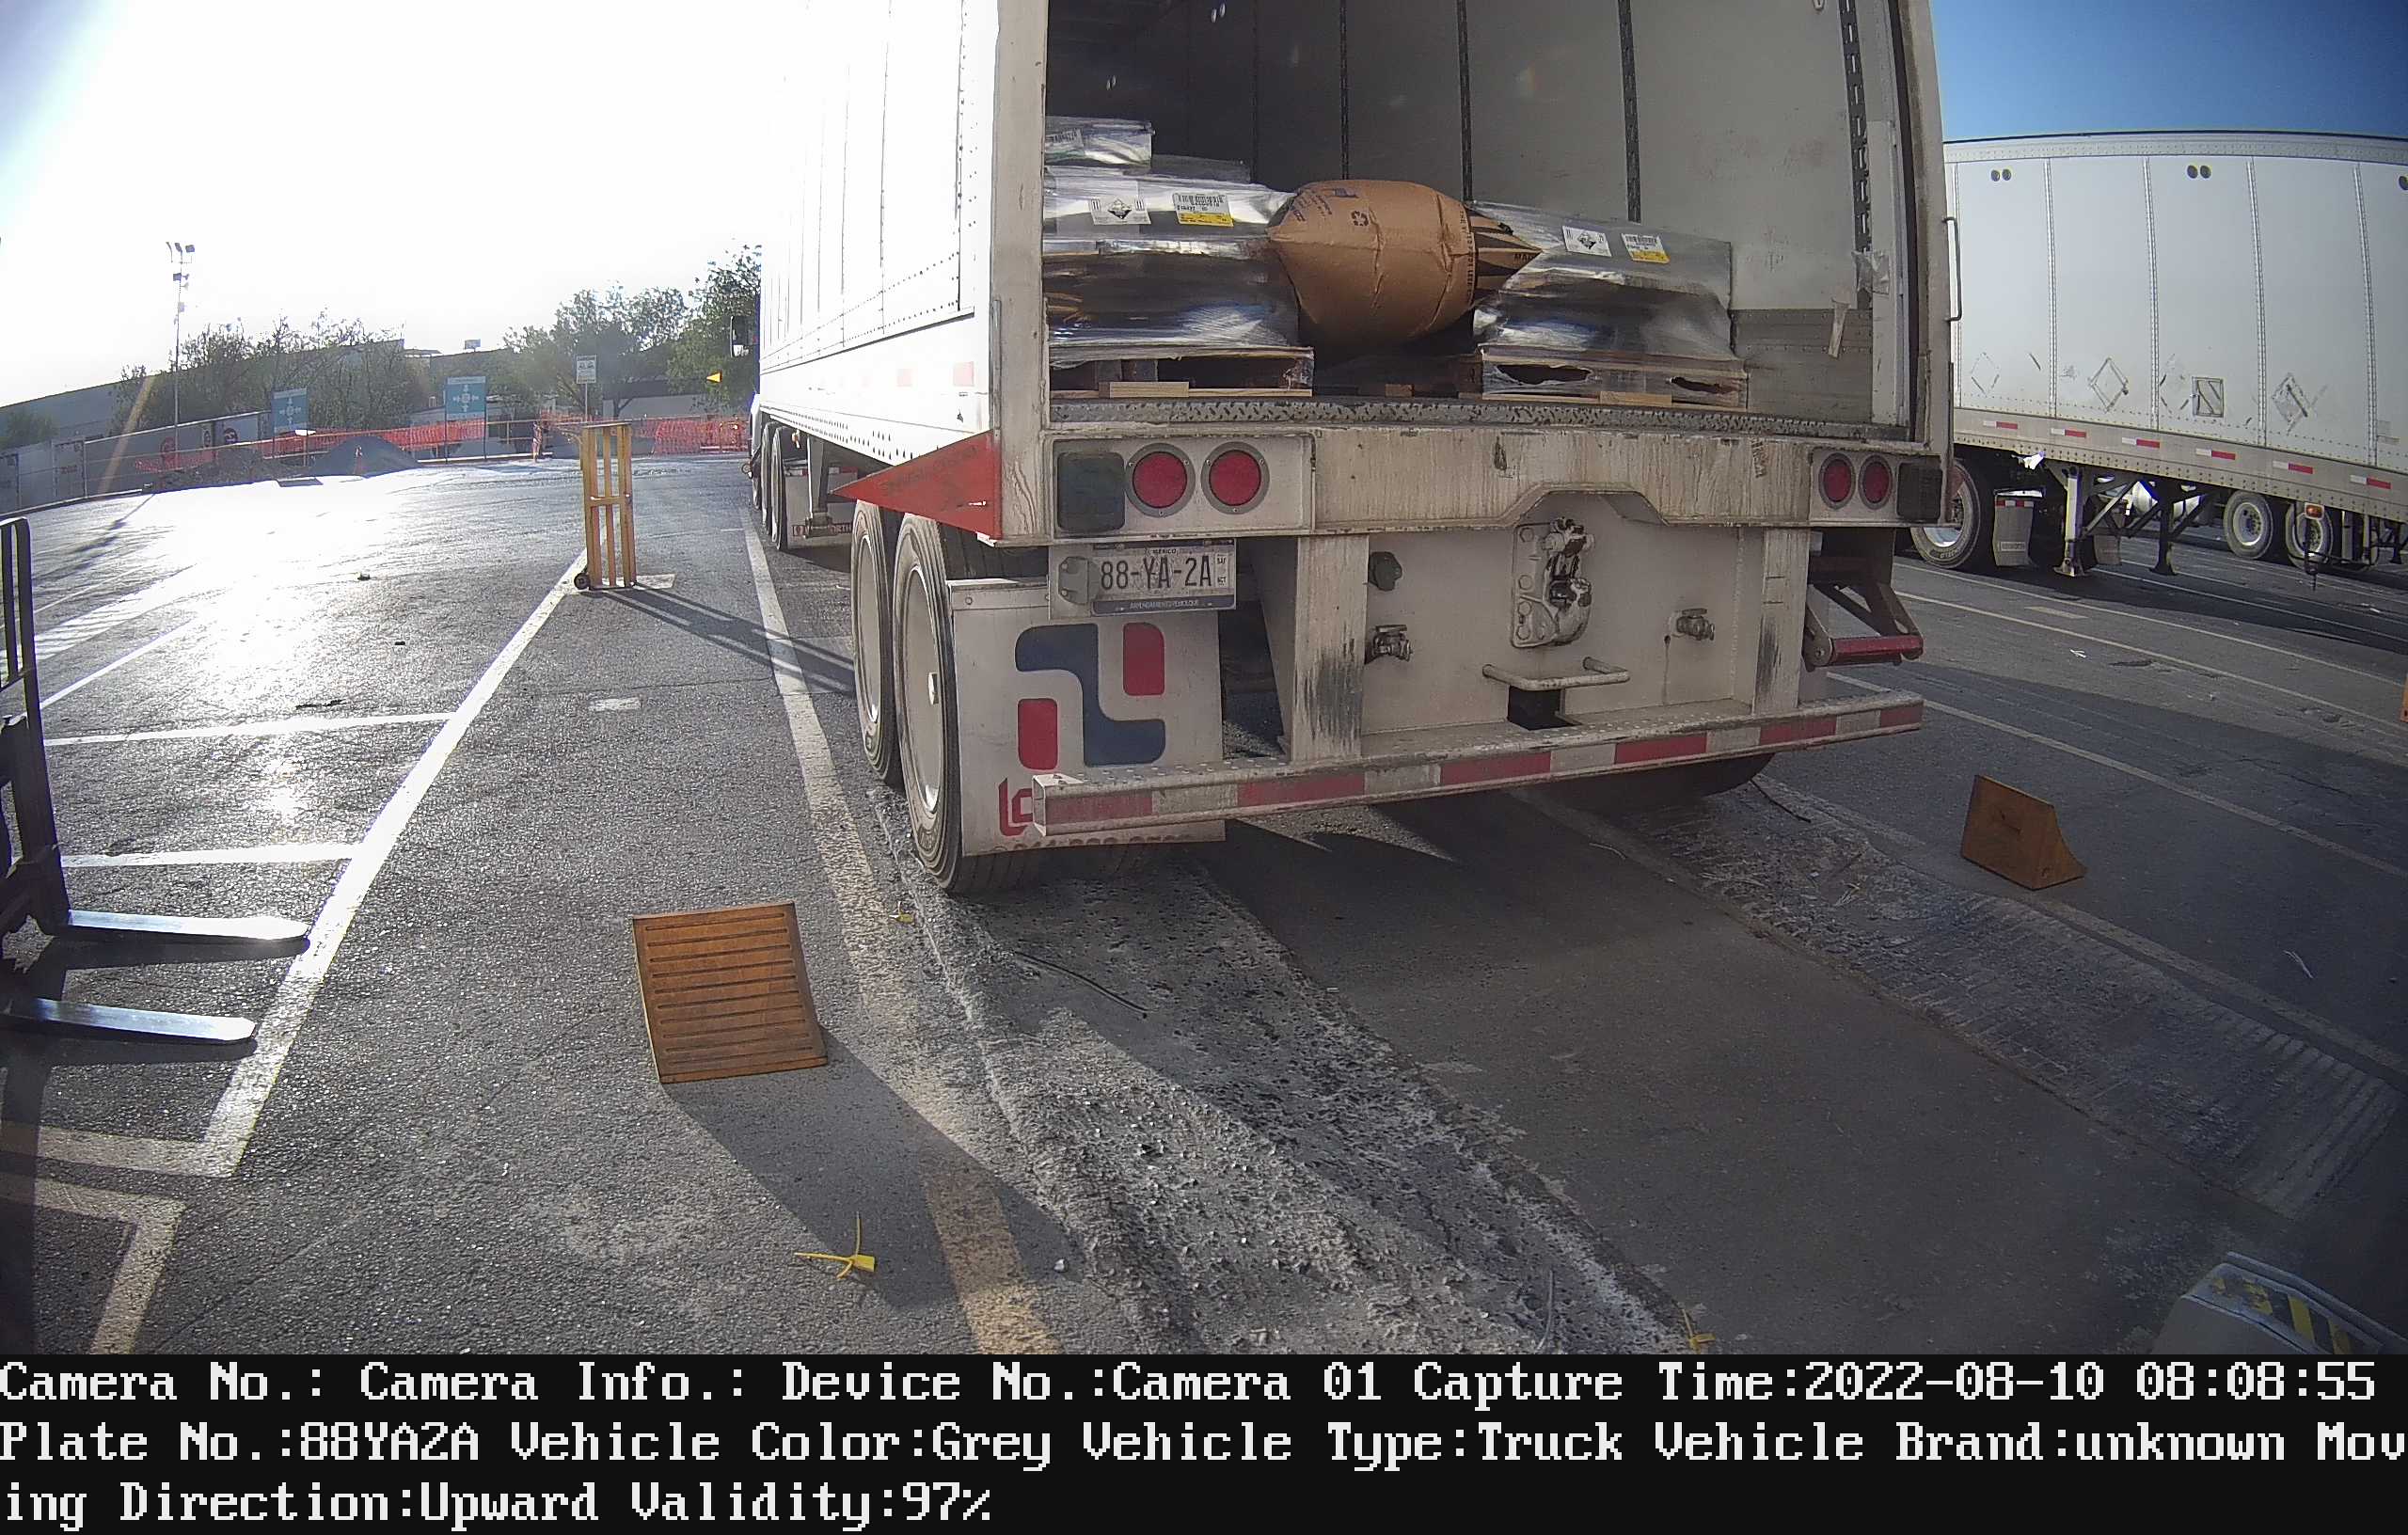 MEXICO
88-YA-2A
Camera No.: Camera Info.: Device No.:Camera 01 Capture Time:2022-08-10 08:08:55
Plate No.:88YA2A Vehicle Color:Grey Vehicle Type:Truck Vehicle Brand:unknown Mov
ing Direction:Upward Validity:97%